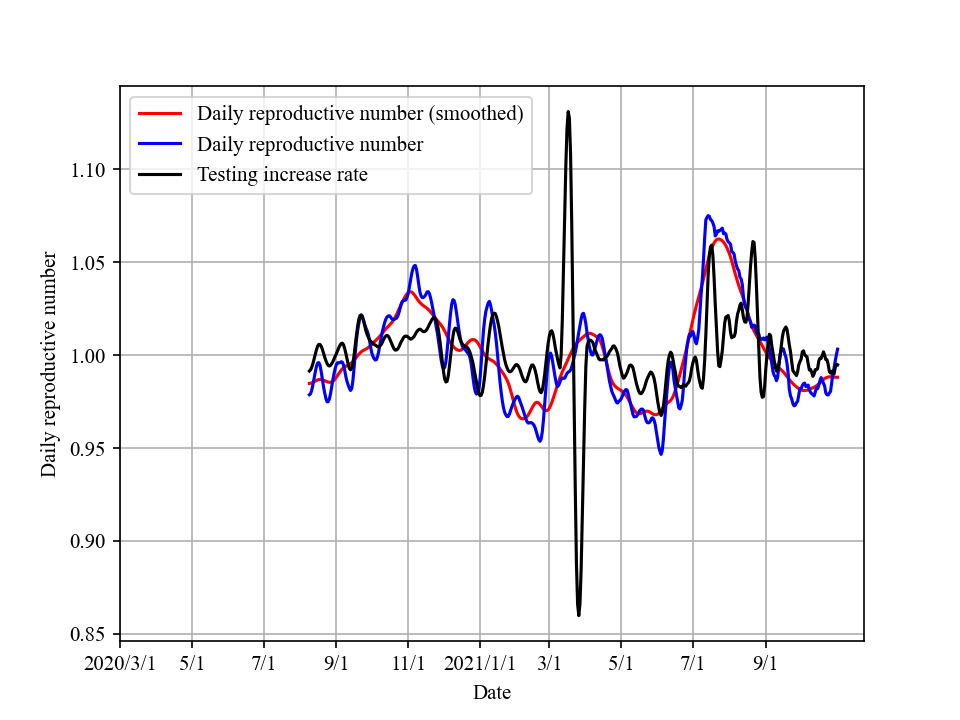 Daily reproductive number (smoothed)
Daily reproductive number
Testing increase rate
Daily reproductive number
1.10
1.05
1.00
0.95
0.90
0.85
2020/3/1 5/1 7/1 9/1 11/1 2021/1/1 3/1 5/1 7/1 9/1
Date